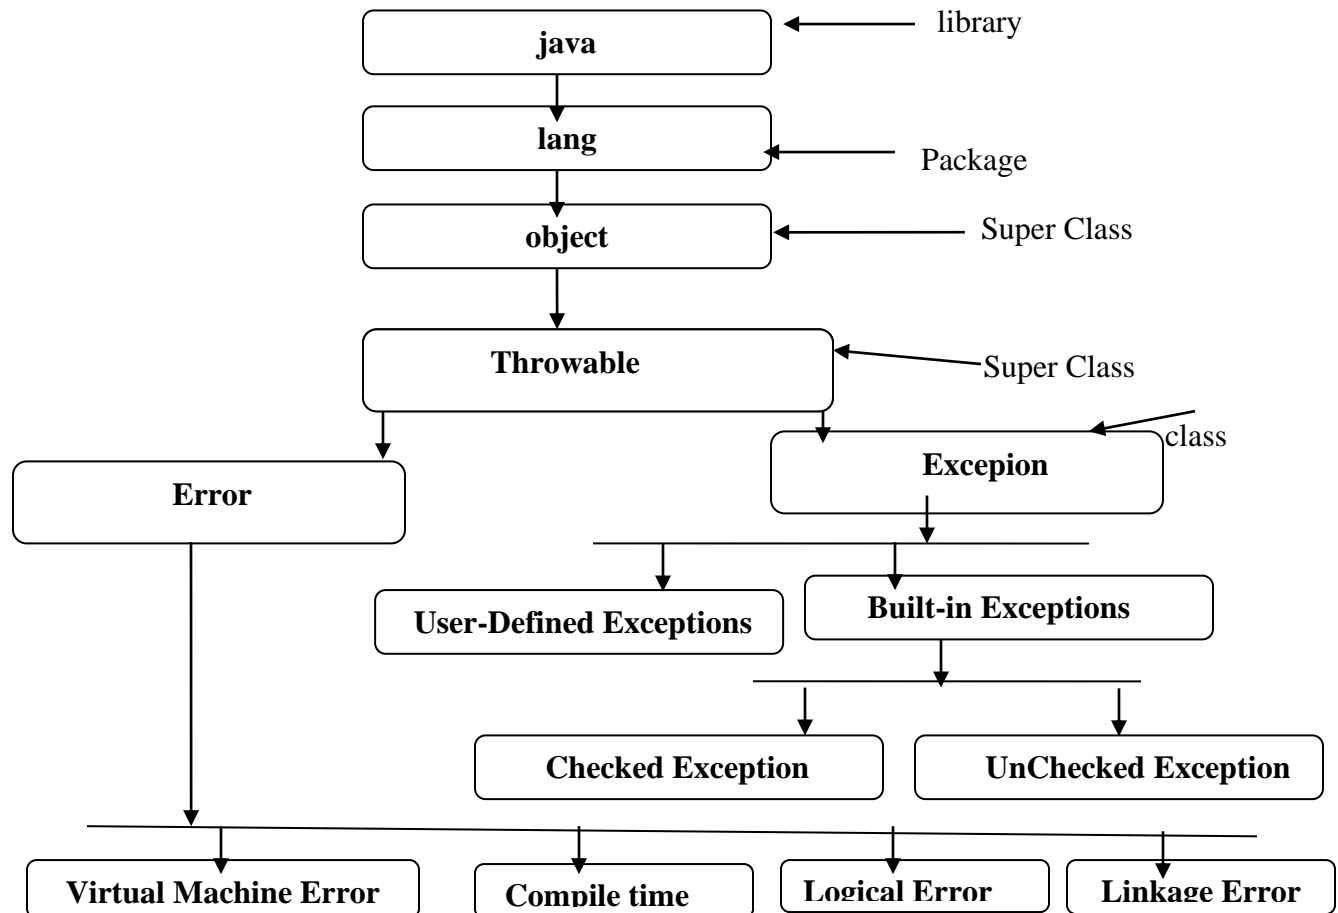 java
library
lang
Package
object
Super Class
Throwable
Super Class
class
Excepion
Error
User-Defined Exceptions
Built-in Exceptions
Checked Exception
UnChecked Exception
Virtual Machine Error
Compile time
Logical Error
Linkage Error